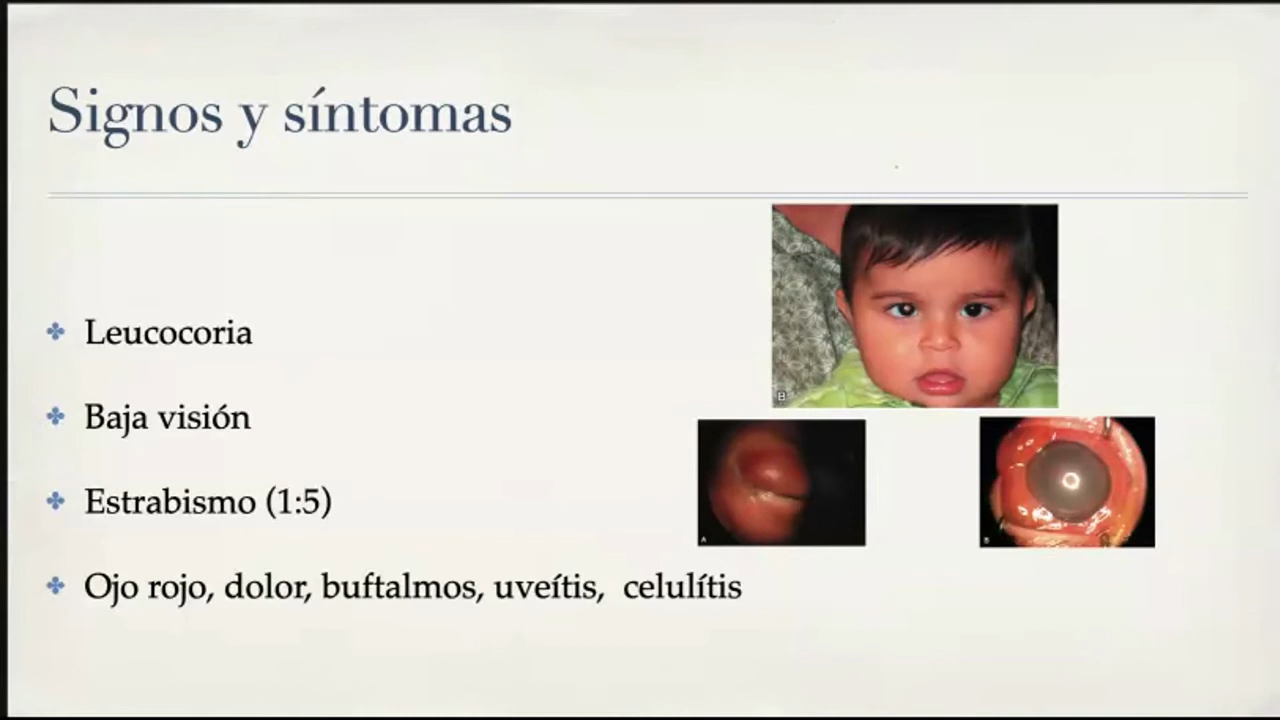 Signos y síntomas
Leucocoria
Baja visión
Estrabismo (1:5)
Ojo rojo, dolor, buftalmos, uveítis, celulítis
B
A
B